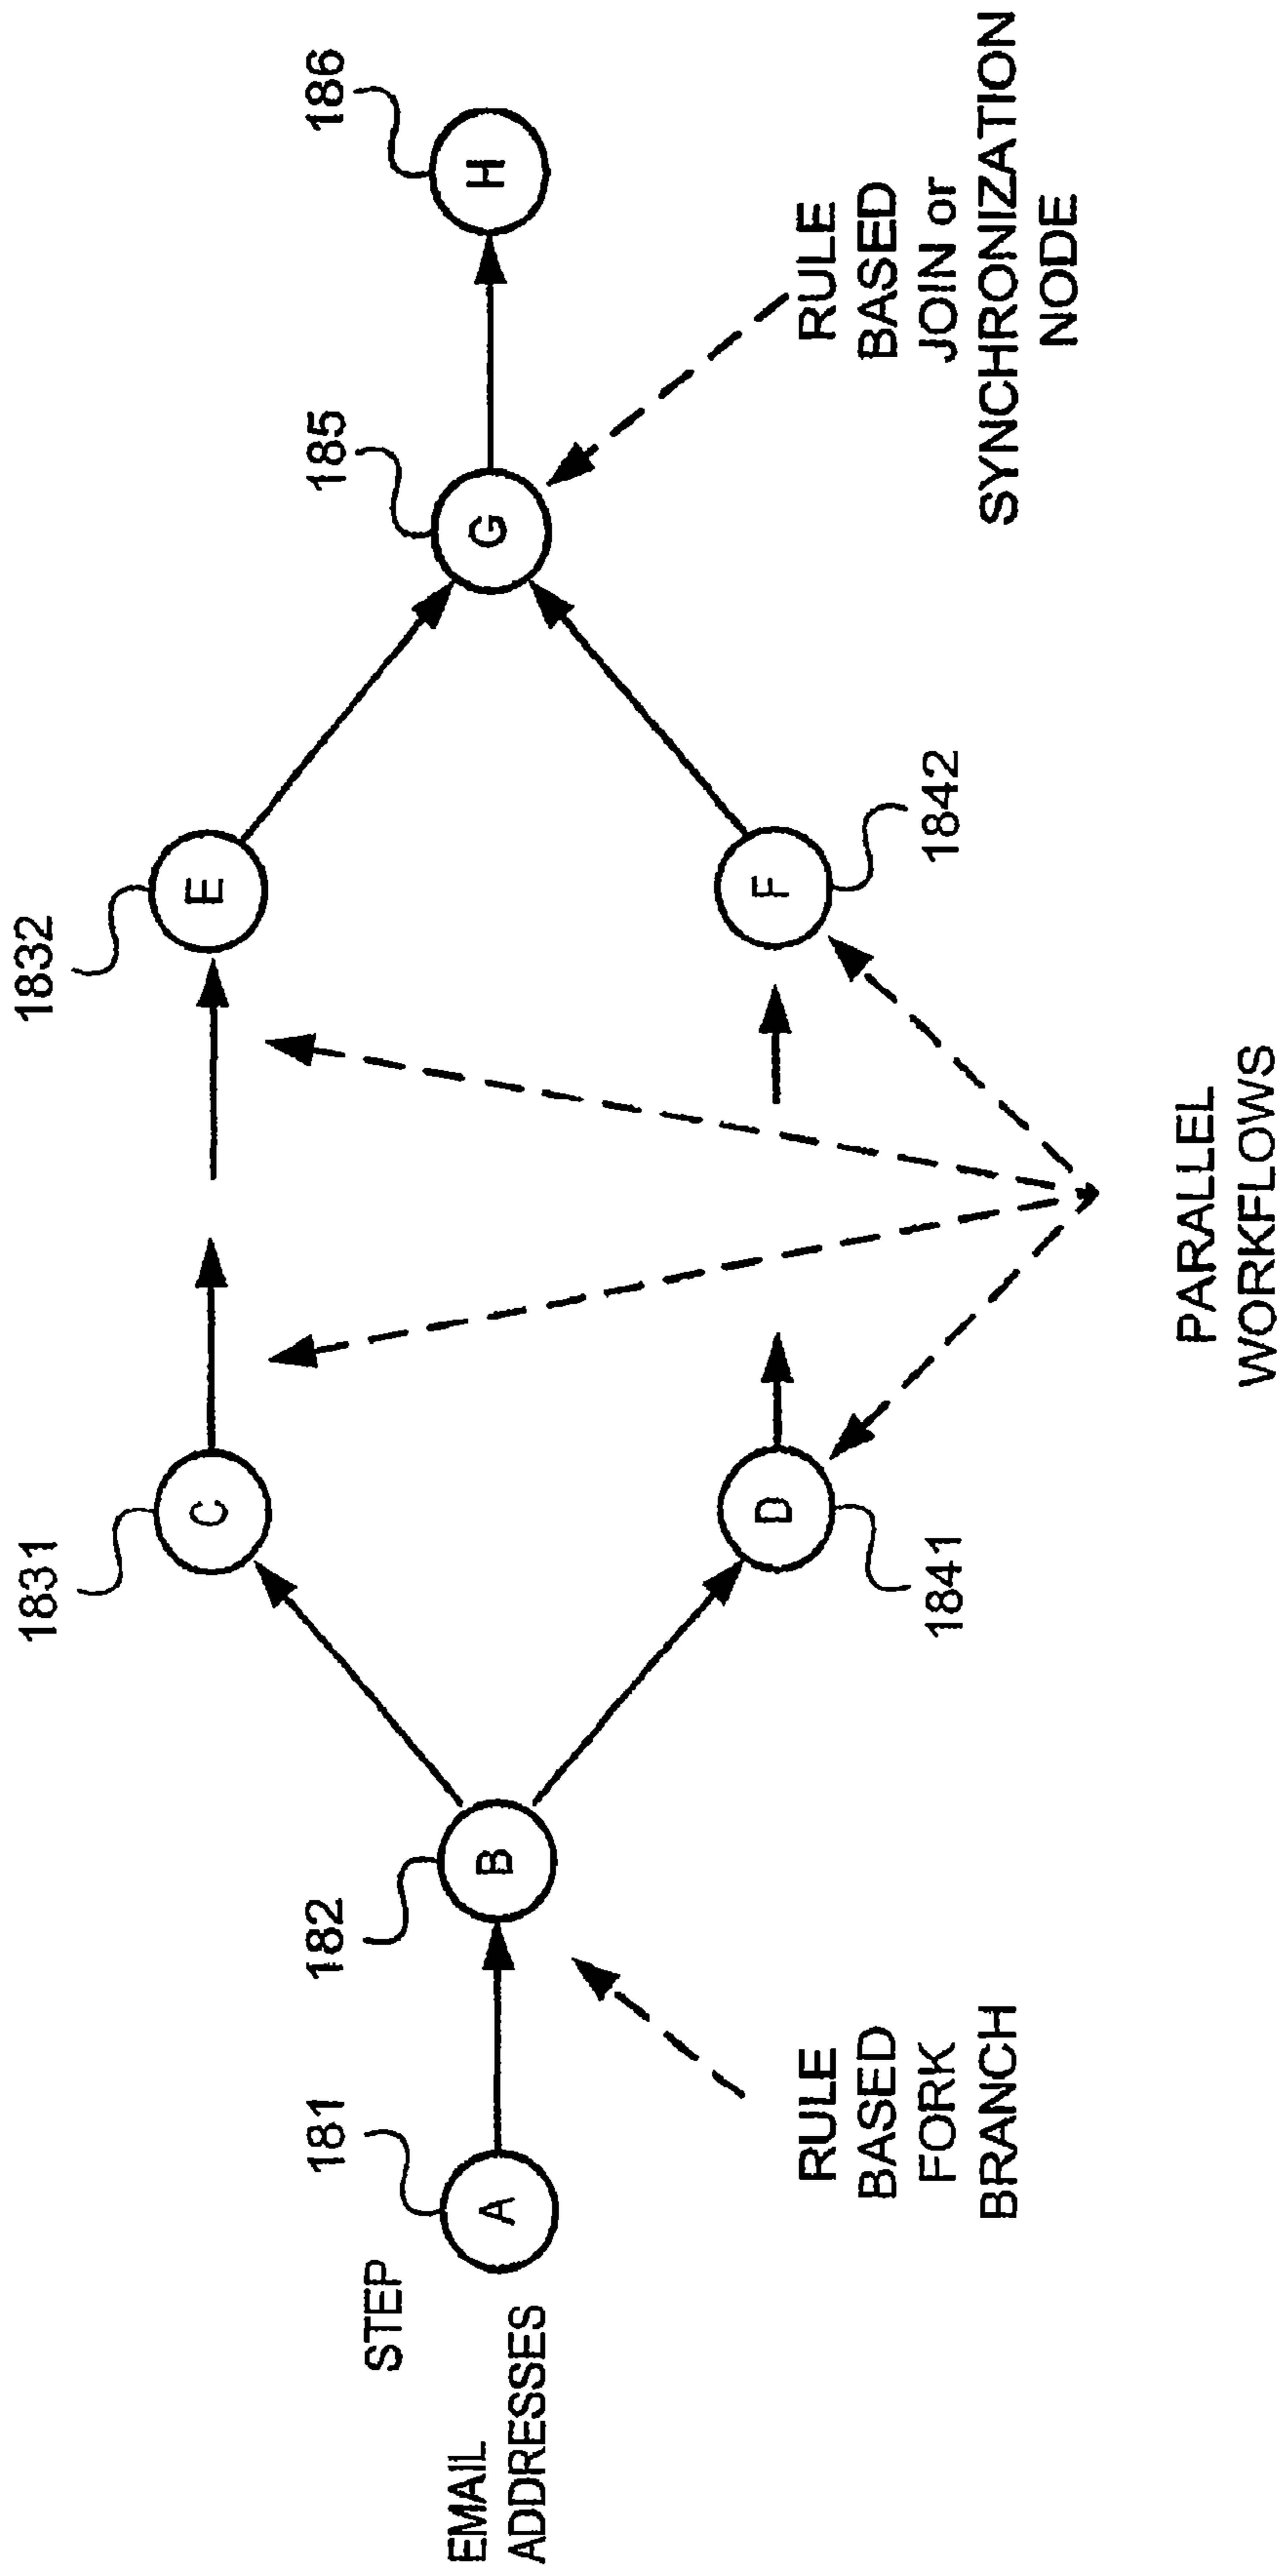 STEP
EMAIL
ADDRESSES
181
A
182
B
RULE
BASED
FORK
BRANCH
1831
C
1841
D
1832
E
1842
F
PARALLEL
WORKFLOWS
185
G
RULE
BASED
JOIN or
SYNCHRONIZATION
NODE
186
H